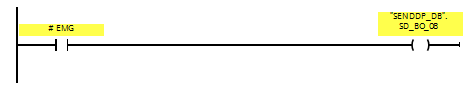 # EMG
"SENDDP_DB".
SD_BO_08